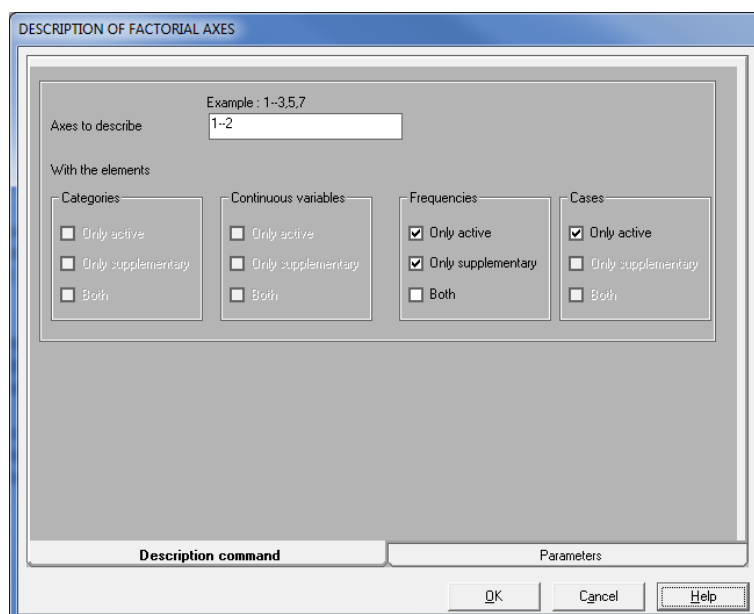 DESCRIPTION OF FACTORIAL AXES
Example : 1--3,5,7
Axes to describe
1--2
With the elements
Categories
Only active
Only supplementary
Both
Continuous variables
Only active
Only supplementary
Both
Frequencies
Only active
Only supplementary
Both
Cases
Only active
Only supplementary
Both
Description command
Parameters
OK
Cancel
Help